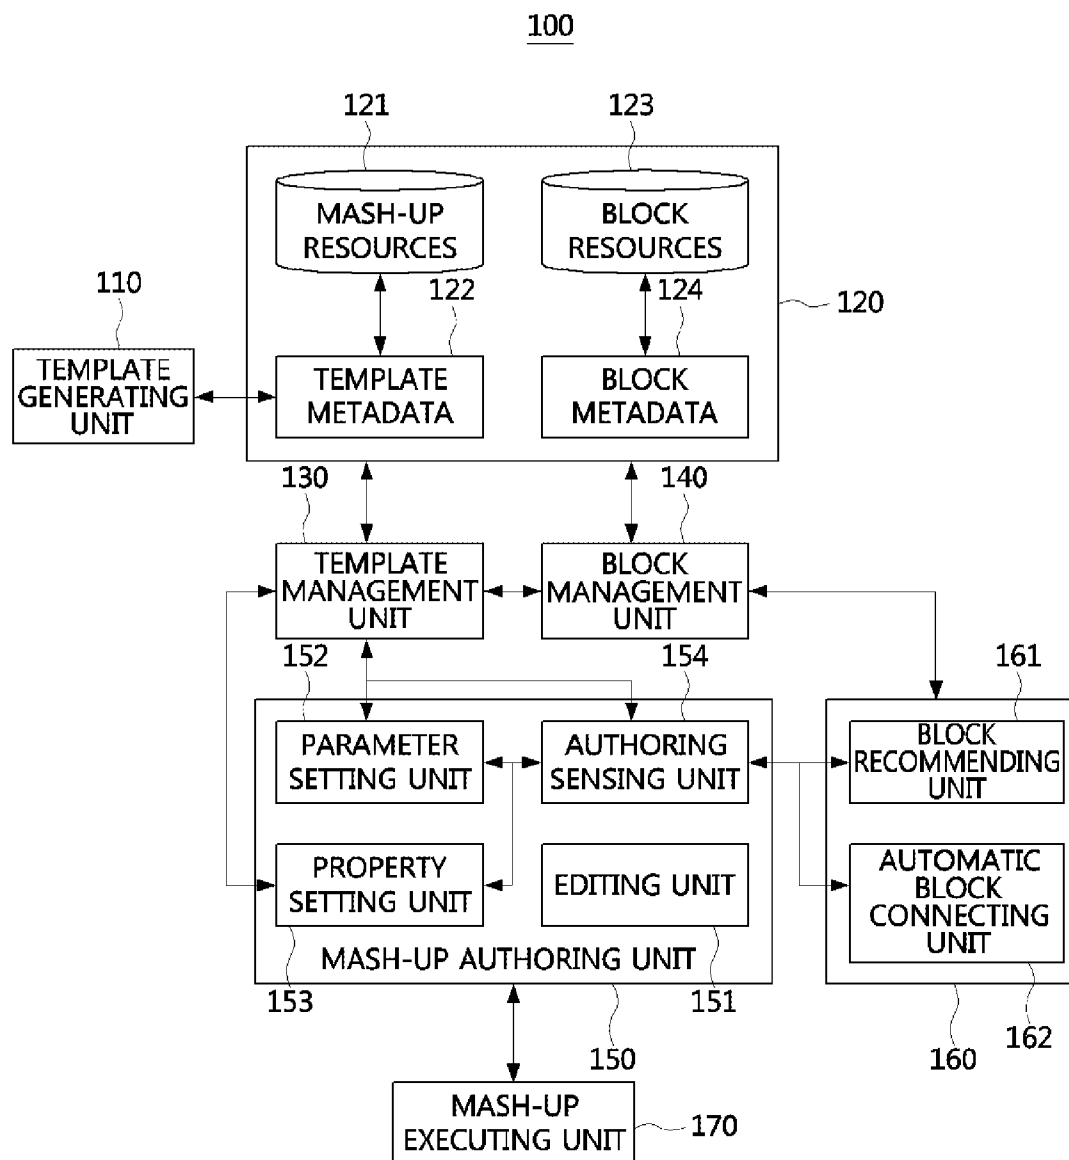 100
121
123
MASH-UP
RESOURCES
BLOCK
RESOURCES
110
122
124
120
TEMPLATE
GENERATING
UNIT
TEMPLATE
METADATA
BLOCK
METADATA
130
140
TEMPLATE
MANAGEMENT
UNIT
BLOCK
MANAGEMENT
UNIT
152
154
161
PARAMETER
SETTING UNIT
AUTHORING
SENSING UNIT
BLOCK
RECOMMENDING
UNIT
PROPERTY
SETTING UNIT
EDITING UNIT
AUTOMATIC
BLOCK
CONNECTING
UNIT
MASH-UP AUTHORING UNIT
153
151
150
160
162
MASH-UP
EXECUTING UNIT
170